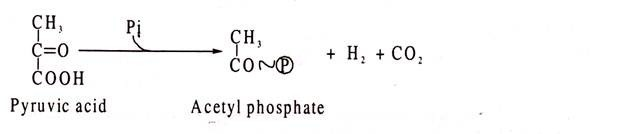 CH3 Pi CH3
C=O CO~P + H2 + CO2
COOH
Pyruvic acid Acetyl phosphate